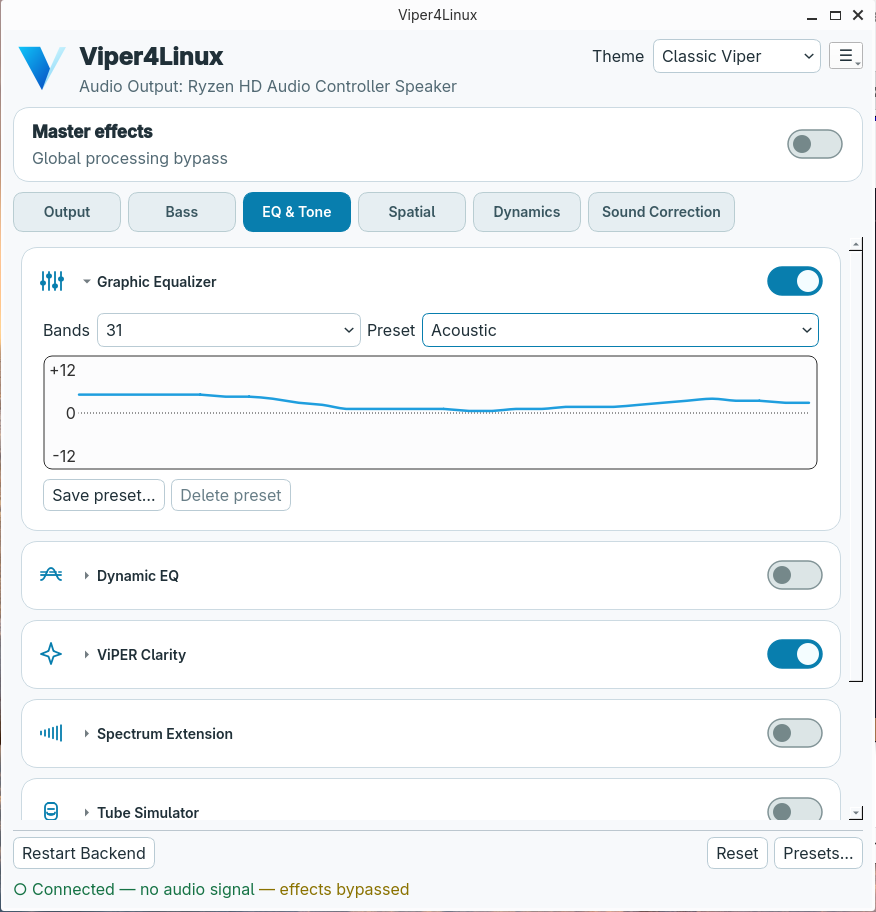 Viper4Linux
Viper4Linux
Audio Output: Ryzen HD Audio Controller Speaker
Theme
Classic Viper
Master effects
Global processing bypass
Output
Bass
EQ & Tone
Spatial
Dynamics
Sound Correction
Graphic Equalizer
Bands
31
Preset
Acoustic
+12
0
-12
Save preset...
Delete preset
Dynamic EQ
ViPER Clarity
Spectrum Extension
Tube Simulator
Restart Backend
Reset
Presets...
Connected — no audio signal — effects bypassed